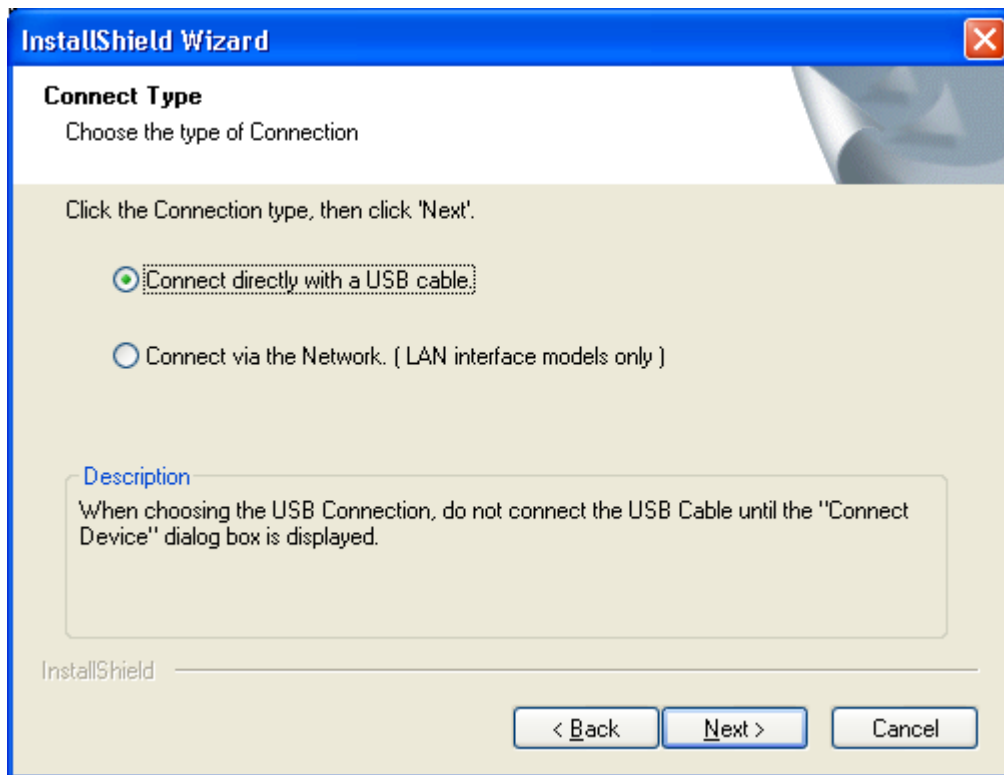 InstallShield Wizard
Connect Type
Choose the type of Connection
Click the Connection type, then click 'Next'.
Connect directly with a USB cable.
Connect via the Network. ( LAN interface models only )
Description
When choosing the USB Connection, do not connect the USB Cable until the "Connect
Device" dialog box is displayed.
InstallShield
< Back Next > Cancel